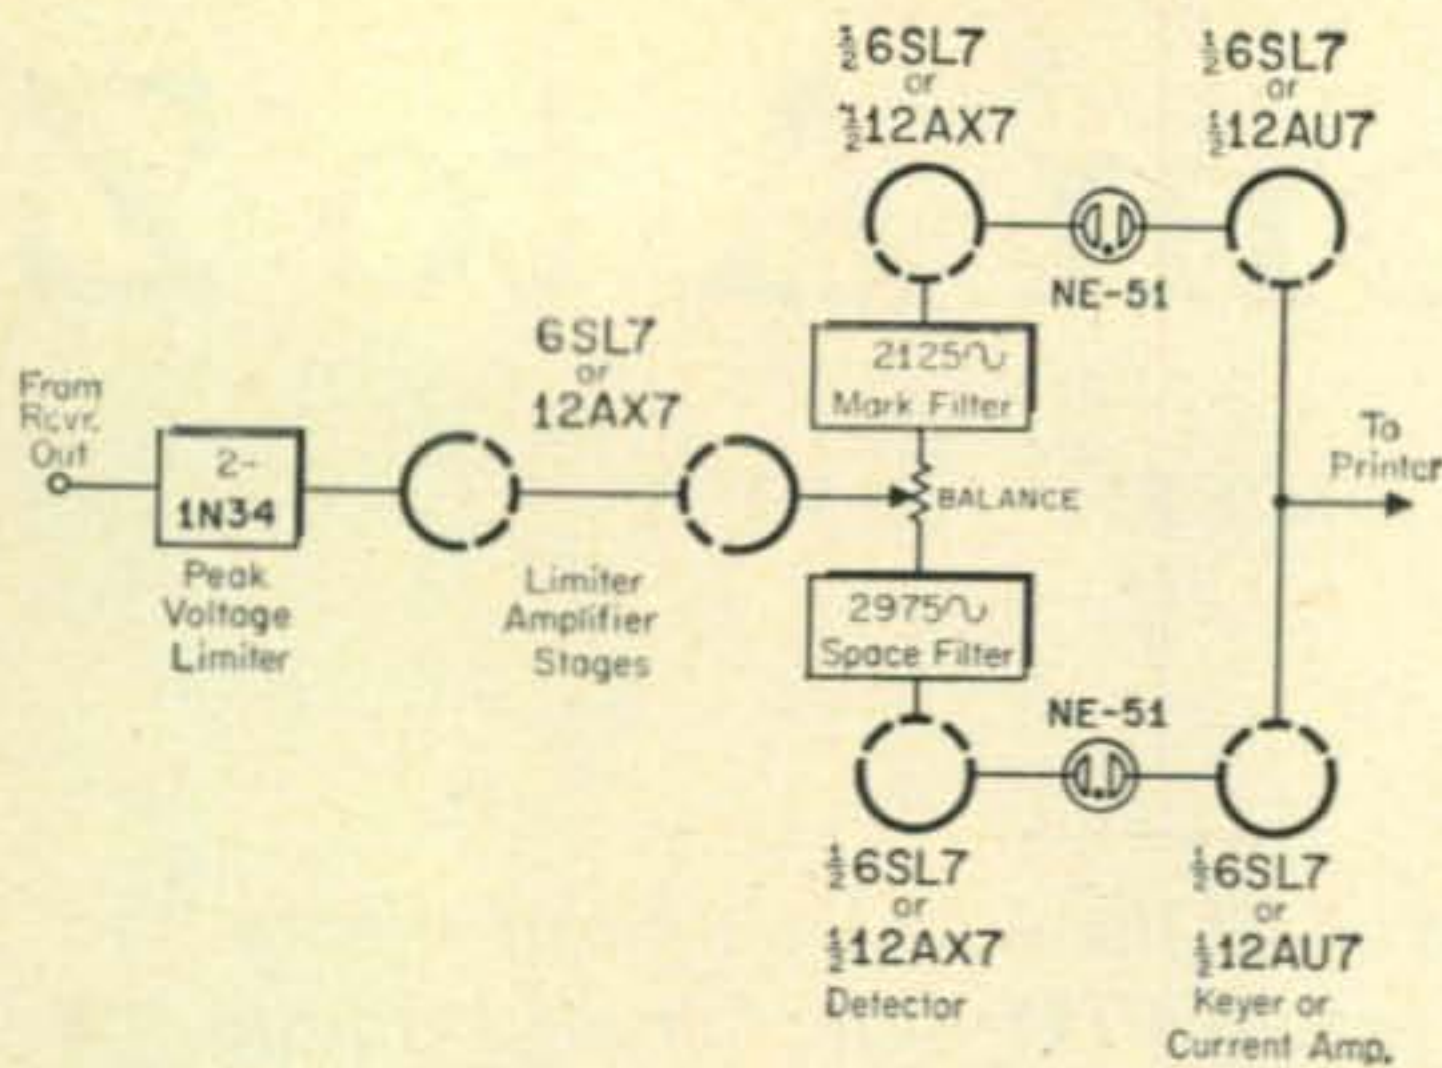 From
Rcvr.
Out
2-
1N34
Peak
Voltage
Limiter
6SL7
or
12AX7
Limiter
Amplifier
Stages
½6SL7
or
½12AX7
2125∿
Mark Filter
BALANCE
2975∿
Space Filter
½6SL7
or
½12AX7
Detector
NE-51
NE-51
½6SL7
or
½12AU7
To
Printer
½6SL7
or
½12AU7
Keyer or
Current Amp.